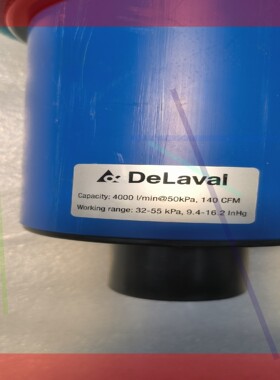 DeLaval
Capacity: 4000 l/min@50kPa, 140 CFM
Working range: 32-55 kPa, 9.4-16.2 InHg